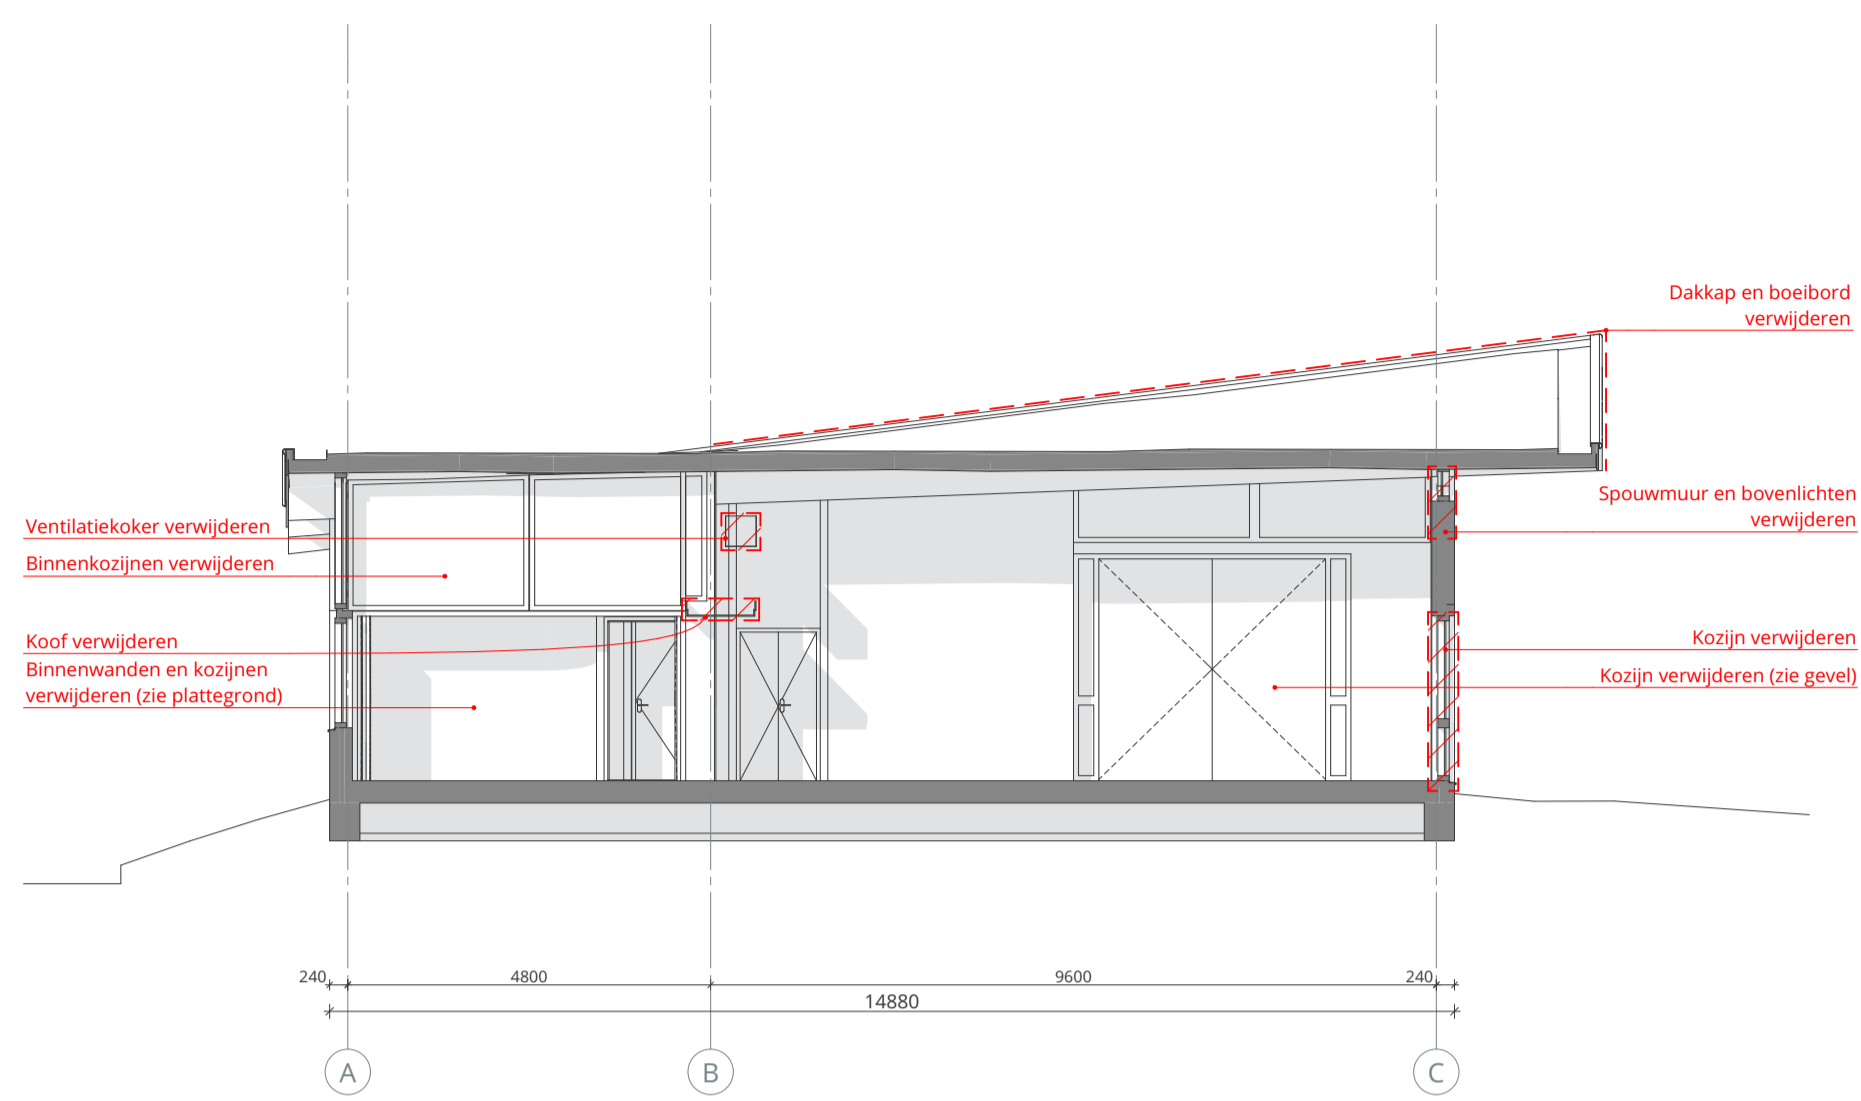 Dakkap en boeibord
verwijderen
Spouwmuur en bovenlichten
verwijderen
Ventilatiekoker verwijderen
Binnenkozijnen verwijderen
Koof verwijderen
Binnenwanden en kozijnen
verwijderen (zie plattegrond)
Kozijn verwijderen
Kozijn verwijderen (zie gevel)
240 4800 9600 240
14880
A B C